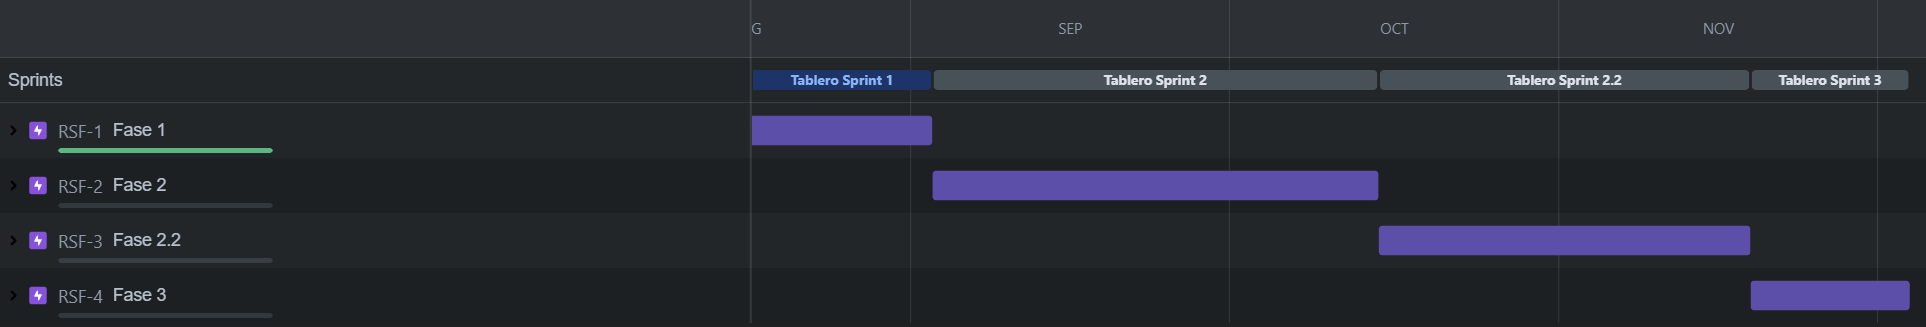 G SEP OCT NOV
Sprints Tablero Sprint 1 Tablero Sprint 2 Tablero Sprint 2.2 Tablero Sprint 3
RSF-1 Fase 1
RSF-2 Fase 2
RSF-3 Fase 2.2
RSF-4 Fase 3